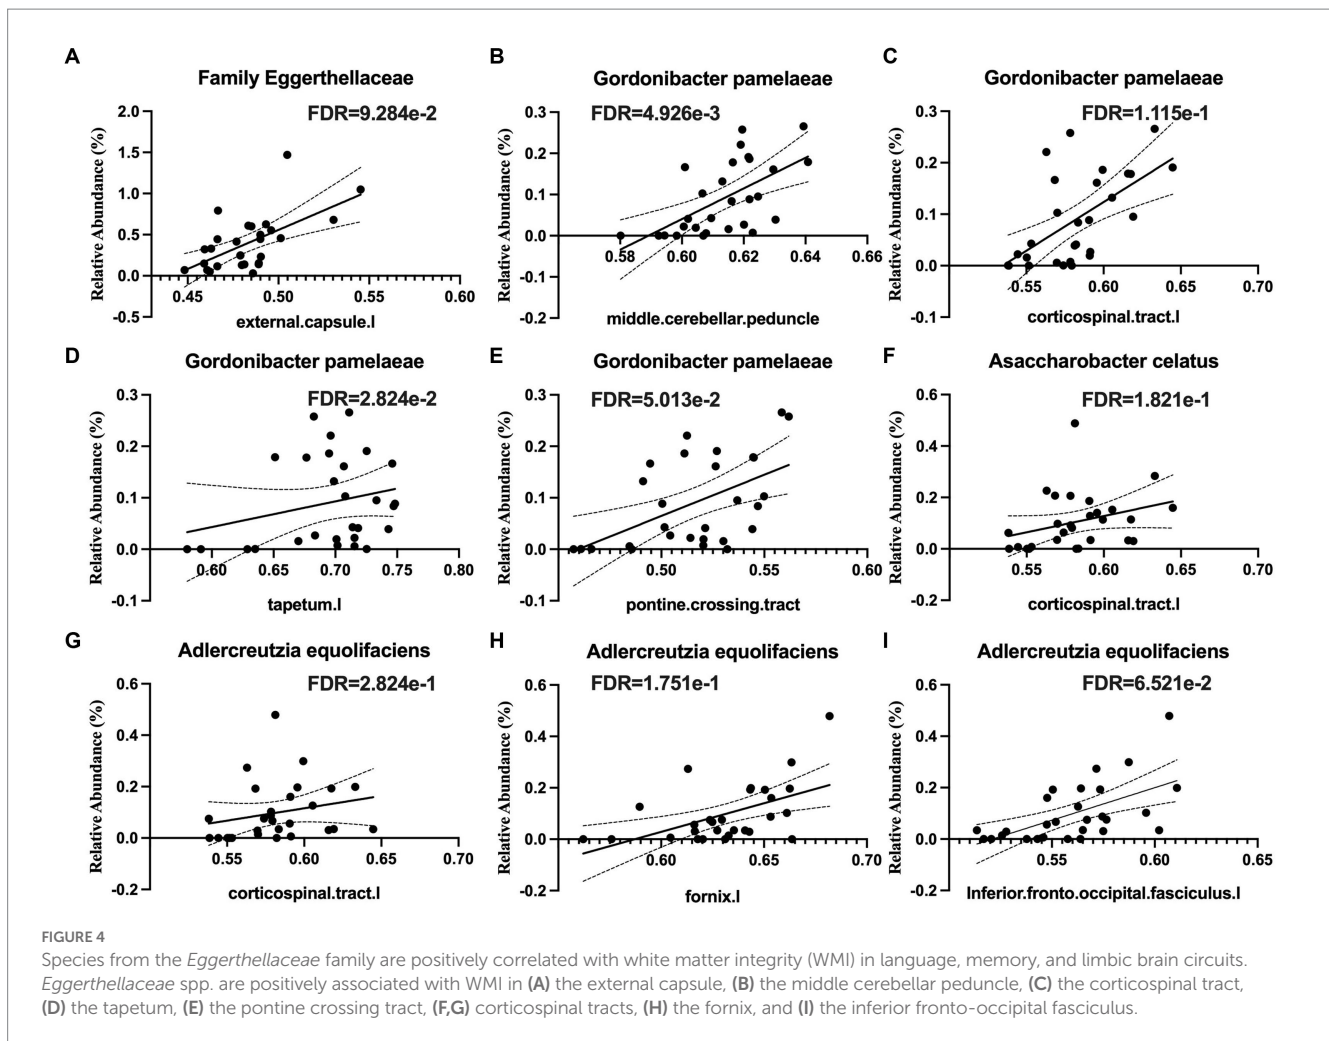 A
Family Eggerthellaceae
FDR=9.284e-2
Relative Abundance (%)
2.0
1.5
1.0
0.5
0.0
-0.5
0.45
0.50
0.55
0.60
external.capsule.l
B
Gordonibacter pamelaeae
FDR=4.926e-3
Relative Abundance (%)
0.3
0.2
0.1
0.0
-0.1
-0.2
0.58
0.60
0.62
0.64
0.66
middle.cerebellar.peduncle
C
Gordonibacter pamelaeae
FDR=1.115e-1
Relative Abundance (%)
0.3
0.2
0.1
0.0
-0.1
0.55
0.60
0.65
0.70
corticospinal.tract.l
D
Gordonibacter pamelaeae
FDR=2.824e-2
Relative Abundance (%)
0.3
0.2
0.1
0.0
-0.1
0.60
0.65
0.70
0.75
0.80
tapetum.l
E
Gordonibacter pamelaeae
FDR=5.013e-2
Relative Abundance (%)
0.3
0.2
0.1
0.0
-0.1
0.50
0.55
0.60
pontine.crossing.tract
F
Asaccharobacter celatus
FDR=1.821e-1
Relative Abundance (%)
0.6
0.4
0.2
0.0
-0.2
0.55
0.60
0.65
0.70
corticospinal.tract.l
G
Adlercreutzia equolifaciens
FDR=2.824e-1
Relative Abundance (%)
0.6
0.4
0.2
0.0
-0.2
0.55
0.60
0.65
0.70
corticospinal.tract.l
H
Adlercreutzia equolifaciens
FDR=1.751e-1
Relative Abundance (%)
0.6
0.4
0.2
0.0
-0.2
0.60
0.65
0.70
fornix.l
I
Adlercreutzia equolifaciens
FDR=6.521e-2
Relative Abundance (%)
0.6
0.4
0.2
0.0
-0.2
0.55
0.60
0.65
Inferior.fronto.occipital.fasciculus.l
FIGURE 4
Species from the Eggerthellaceae family are positively correlated with white matter integrity (WMI) in language, memory, and limbic brain circuits.
Eggerthellaceae spp. are positively associated with WMI in (A) the external capsule, (B) the middle cerebellar peduncle, (C) the corticospinal tract,
(D) the tapetum, (E) the pontine crossing tract, (F,G) corticospinal tracts, (H) the fornix, and (I) the inferior fronto-occipital fasciculus.